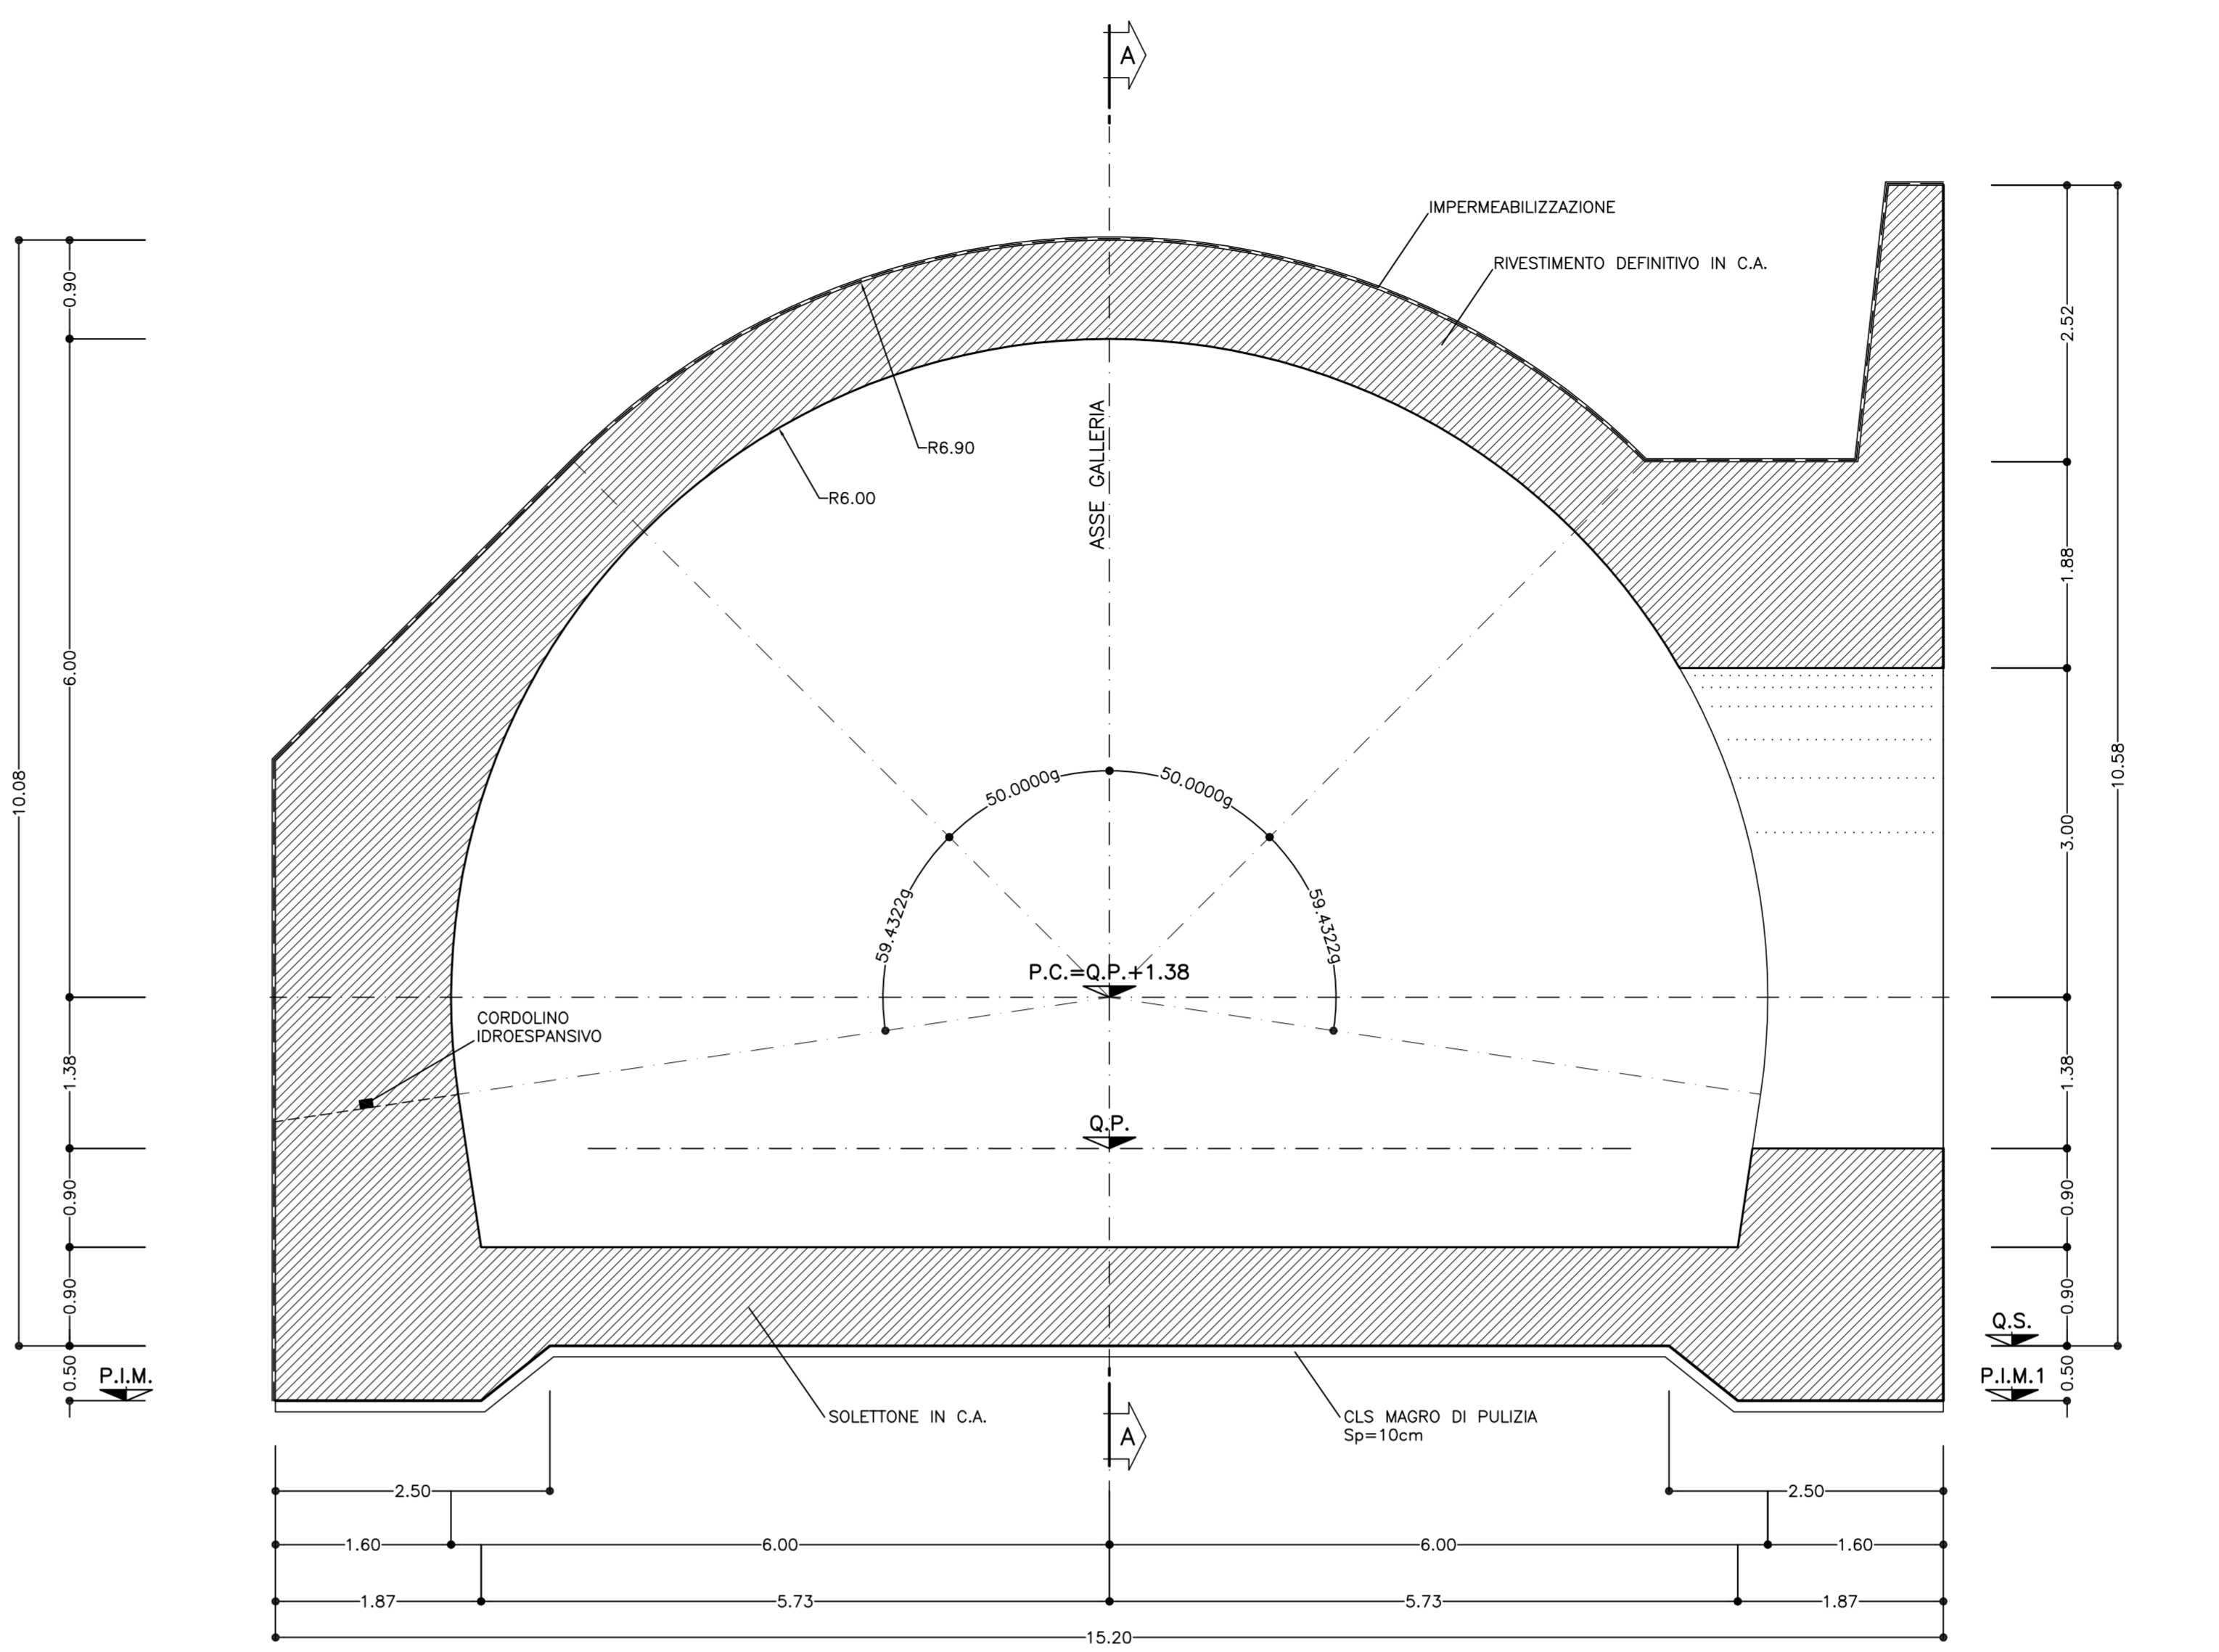 A
IMPERMEABILIZZAZIONE
RIVESTIMENTO DEFINITIVO IN C.A.
0.90
2.52
ASSE GALLERIA
R6.90
R6.00
6.00
1.88
10.08
10.58
50.0000g
50.0000g
3.00
59.4322g
59.4322g
P.C.=Q.P.+1.38
CORDOLINO
IDROESPANSIVO
1.38
1.38
Q.P.
0.90
0.90
0.90
0.90
Q.S.
0.50
P.I.M.
P.I.M.1
0.50
SOLETTONE IN C.A.
A
CLS MAGRO DI PULIZIA
Sp=10cm
2.50
2.50
1.60
6.00
6.00
1.60
1.87
5.73
5.73
1.87
15.20